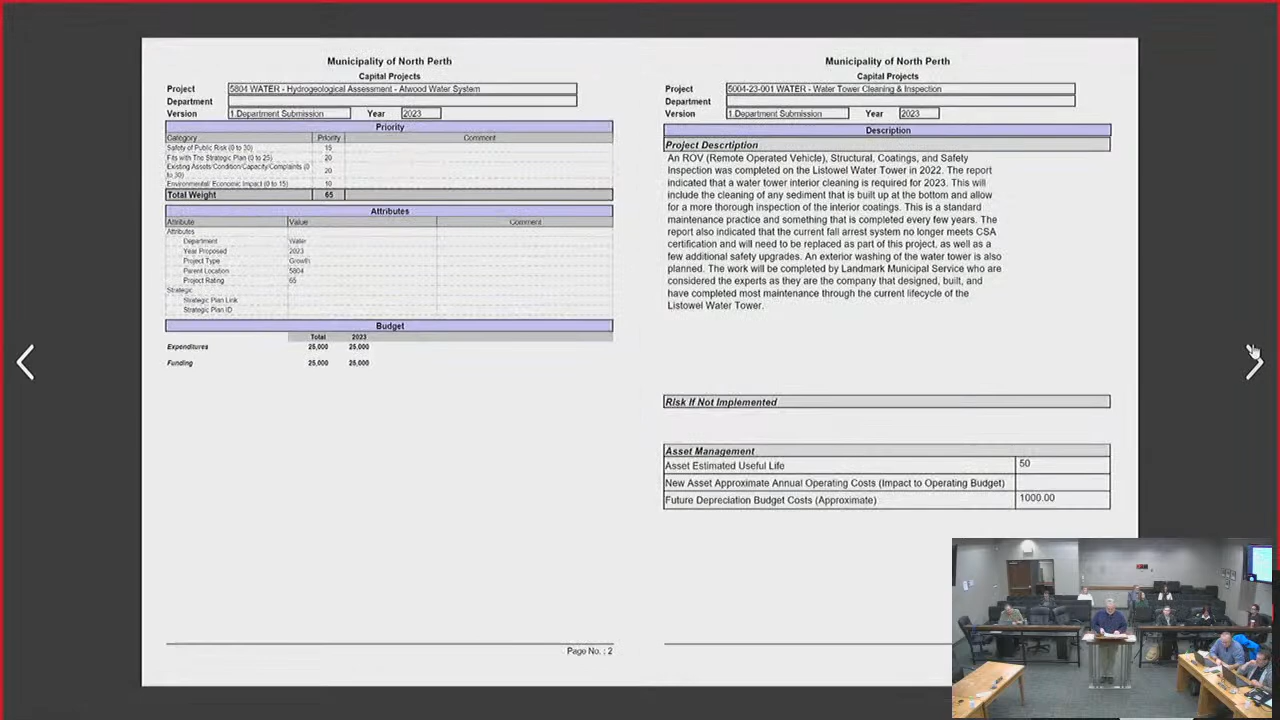 Municipality of North Perth
Capital Projects
Project 5804 WATER - Hydrogeological Assessment - Atwood Water System
Department
Version 1.Department Submission Year 2023
Priority
Category Priority Comment
Safety of Public Risk (0 to 30) 15
Fits with The Strategic Plan (0 to 25) 20
Existing Assets/Condition/Capacity/Complaints (0
to 30) 20
Environmental/ Economic Impact (0 to 15) 10
Total Weight 65
Attributes
Attribute Value Comment
Attributes
Department Water
Year Proposed 2023
Project Type Growth
Parent Location 5804
Project Rating 65
Strategic
Strategic Plan Link
Strategic Plan ID
Budget
Total 2023
Expenditures 25,000 25,000
Funding 25,000 25,000
Page No. : 2
Municipality of North Perth
Capital Projects
Project 5004-23-001 WATER - Water Tower Cleaning & Inspection
Department
Version 1.Department Submission Year 2023
Description
Project Desctription
An ROV (Remote Operated Vehicle), Structural, Coatings, and Safety
Inspection was completed on the Listowel Water Tower in 2022. The report
indicated that a water tower interior cleaning is required for 2023. This will
include the cleaning of any sediment that is built up at the bottom and allow
for a more thorough inspection of the interior coatings. This is a standard
maintenance practice and something that is completed every few years. The
report also indicated that the current fall arrest system no longer meets CSA
certification and will need to be replaced as part of this project, as well as a
few additional safety upgrades. An exterior washing of the water tower is also
planned. The work will be completed by Landmark Municipal Service who are
considered the experts as they are the company that designed, built, and
have completed most maintenance through the current lifecycle of the
Listowel Water Tower.
Risk If Not Implemented
Asset Management
Asset Estimated Useful Life 50
New Asset Approximate Annual Operating Costs (Impact to Operating Budget)
Future Depreciation Budget Costs (Approximate) 1000.00